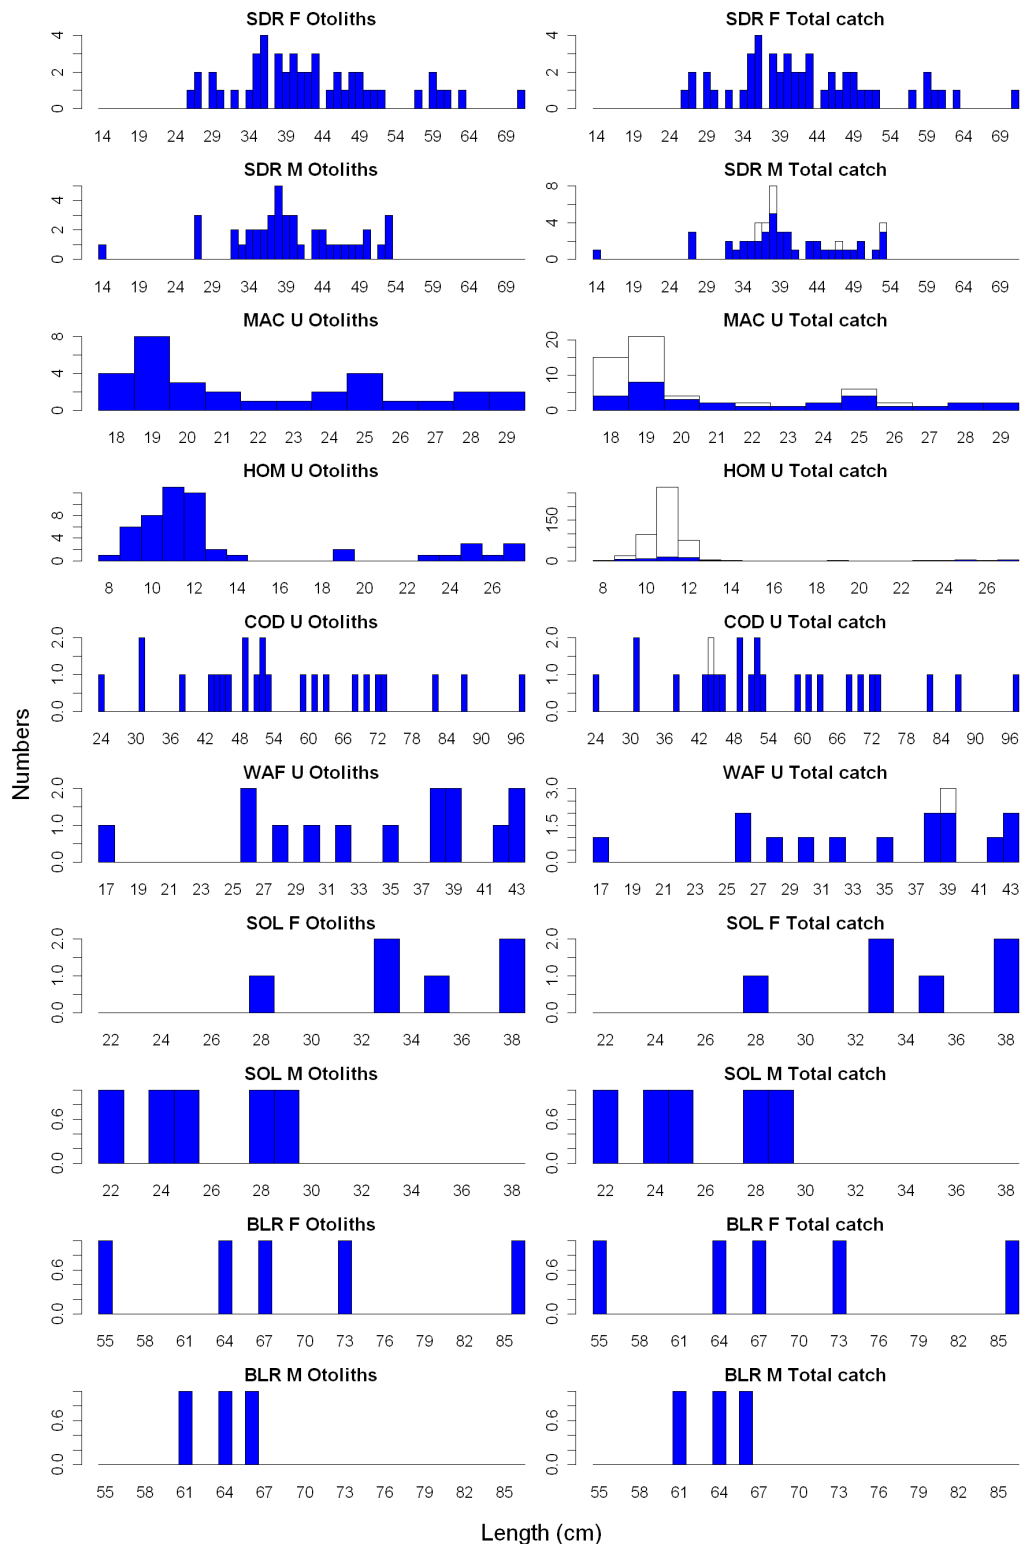 SDR F Otoliths
0 2 4
14 19 24 29 34 39 44 49 54 59 64 69
SDR F Total catch
0 2 4
14 19 24 29 34 39 44 49 54 59 64 69
SDR M Otoliths
0 2 4
14 19 24 29 34 39 44 49 54 59 64 69
SDR M Total catch
0 4 8
14 19 24 29 34 39 44 49 54 59 64 69
MAC U Otoliths
0 4 8
18 19 20 21 22 23 24 25 26 27 28 29
MAC U Total catch
0 10 20
18 19 20 21 22 23 24 25 26 27 28 29
HOM U Otoliths
0 4 8
8 10 12 14 16 18 20 22 24 26
HOM U Total catch
0 150
8 10 12 14 16 18 20 22 24 26
COD U Otoliths
0.0 1.0 2.0
24 30 36 42 48 54 60 66 72 78 84 90 96
COD U Total catch
0.0 1.0 2.0
24 30 36 42 48 54 60 66 72 78 84 90 96
WAF U Otoliths
0.0 1.0 2.0
17 19 21 23 25 27 29 31 33 35 37 39 41 43
WAF U Total catch
0.0 1.5 3.0
17 19 21 23 25 27 29 31 33 35 37 39 41 43
SOL F Otoliths
0.0 1.0 2.0
22 24 26 28 30 32 34 36 38
SOL F Total catch
0.0 1.0 2.0
22 24 26 28 30 32 34 36 38
SOL M Otoliths
0.0 0.6
22 24 26 28 30 32 34 36 38
SOL M Total catch
0.0 0.6
22 24 26 28 30 32 34 36 38
BLR F Otoliths
0.0 0.6
55 58 61 64 67 70 73 76 79 82 85
BLR F Total catch
0.0 0.6
55 58 61 64 67 70 73 76 79 82 85
BLR M Otoliths
0.0 0.6
55 58 61 64 67 70 73 76 79 82 85
BLR M Total catch
0.0 0.6
55 58 61 64 67 70 73 76 79 82 85
Numbers
Length (cm)